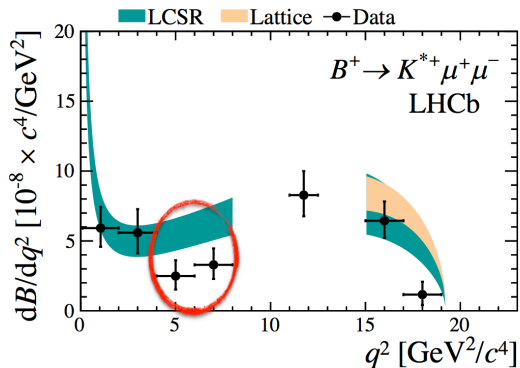 LCSR Lattice Data
B⁺→ K*⁺μ⁺μ⁻
LHCb
dB/dq² [10⁻⁸ × c⁴/GeV²]
20
15
10
5
0
0 5 10 15 20
q² [GeV²/c⁴]